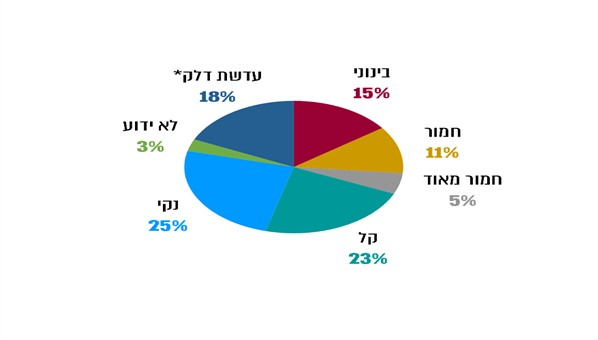 בינוני
15%
חמור
11%
חמור מאוד
5%
קל
23%
נקי
25%
לא ידוע
3%
עדשת דלק*
18%